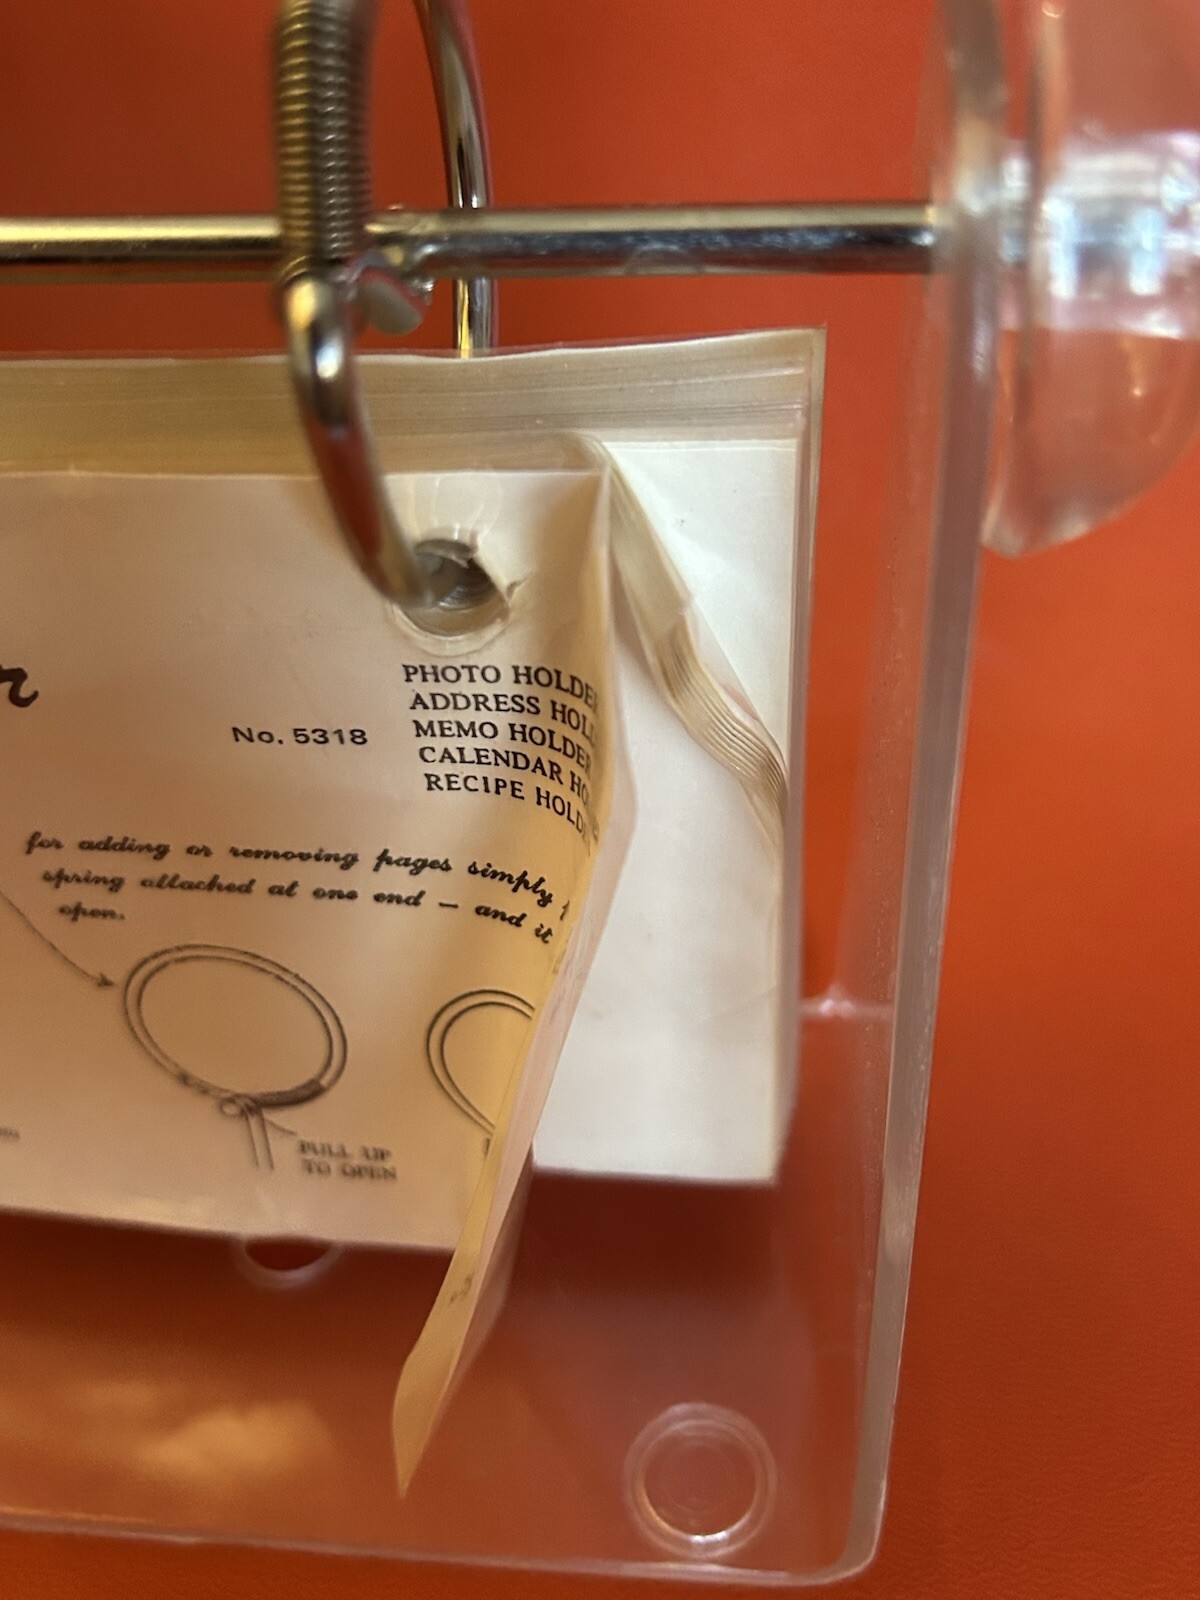 r
PHOTO HOLDE
ADDRESS HOL
No. 5318 MEMO HOLDER
CALENDAR HO
RECIPE HOLD
for adding or removing pages simply
spring attached at one end — and it
open.
PULL UP
TO OPEN